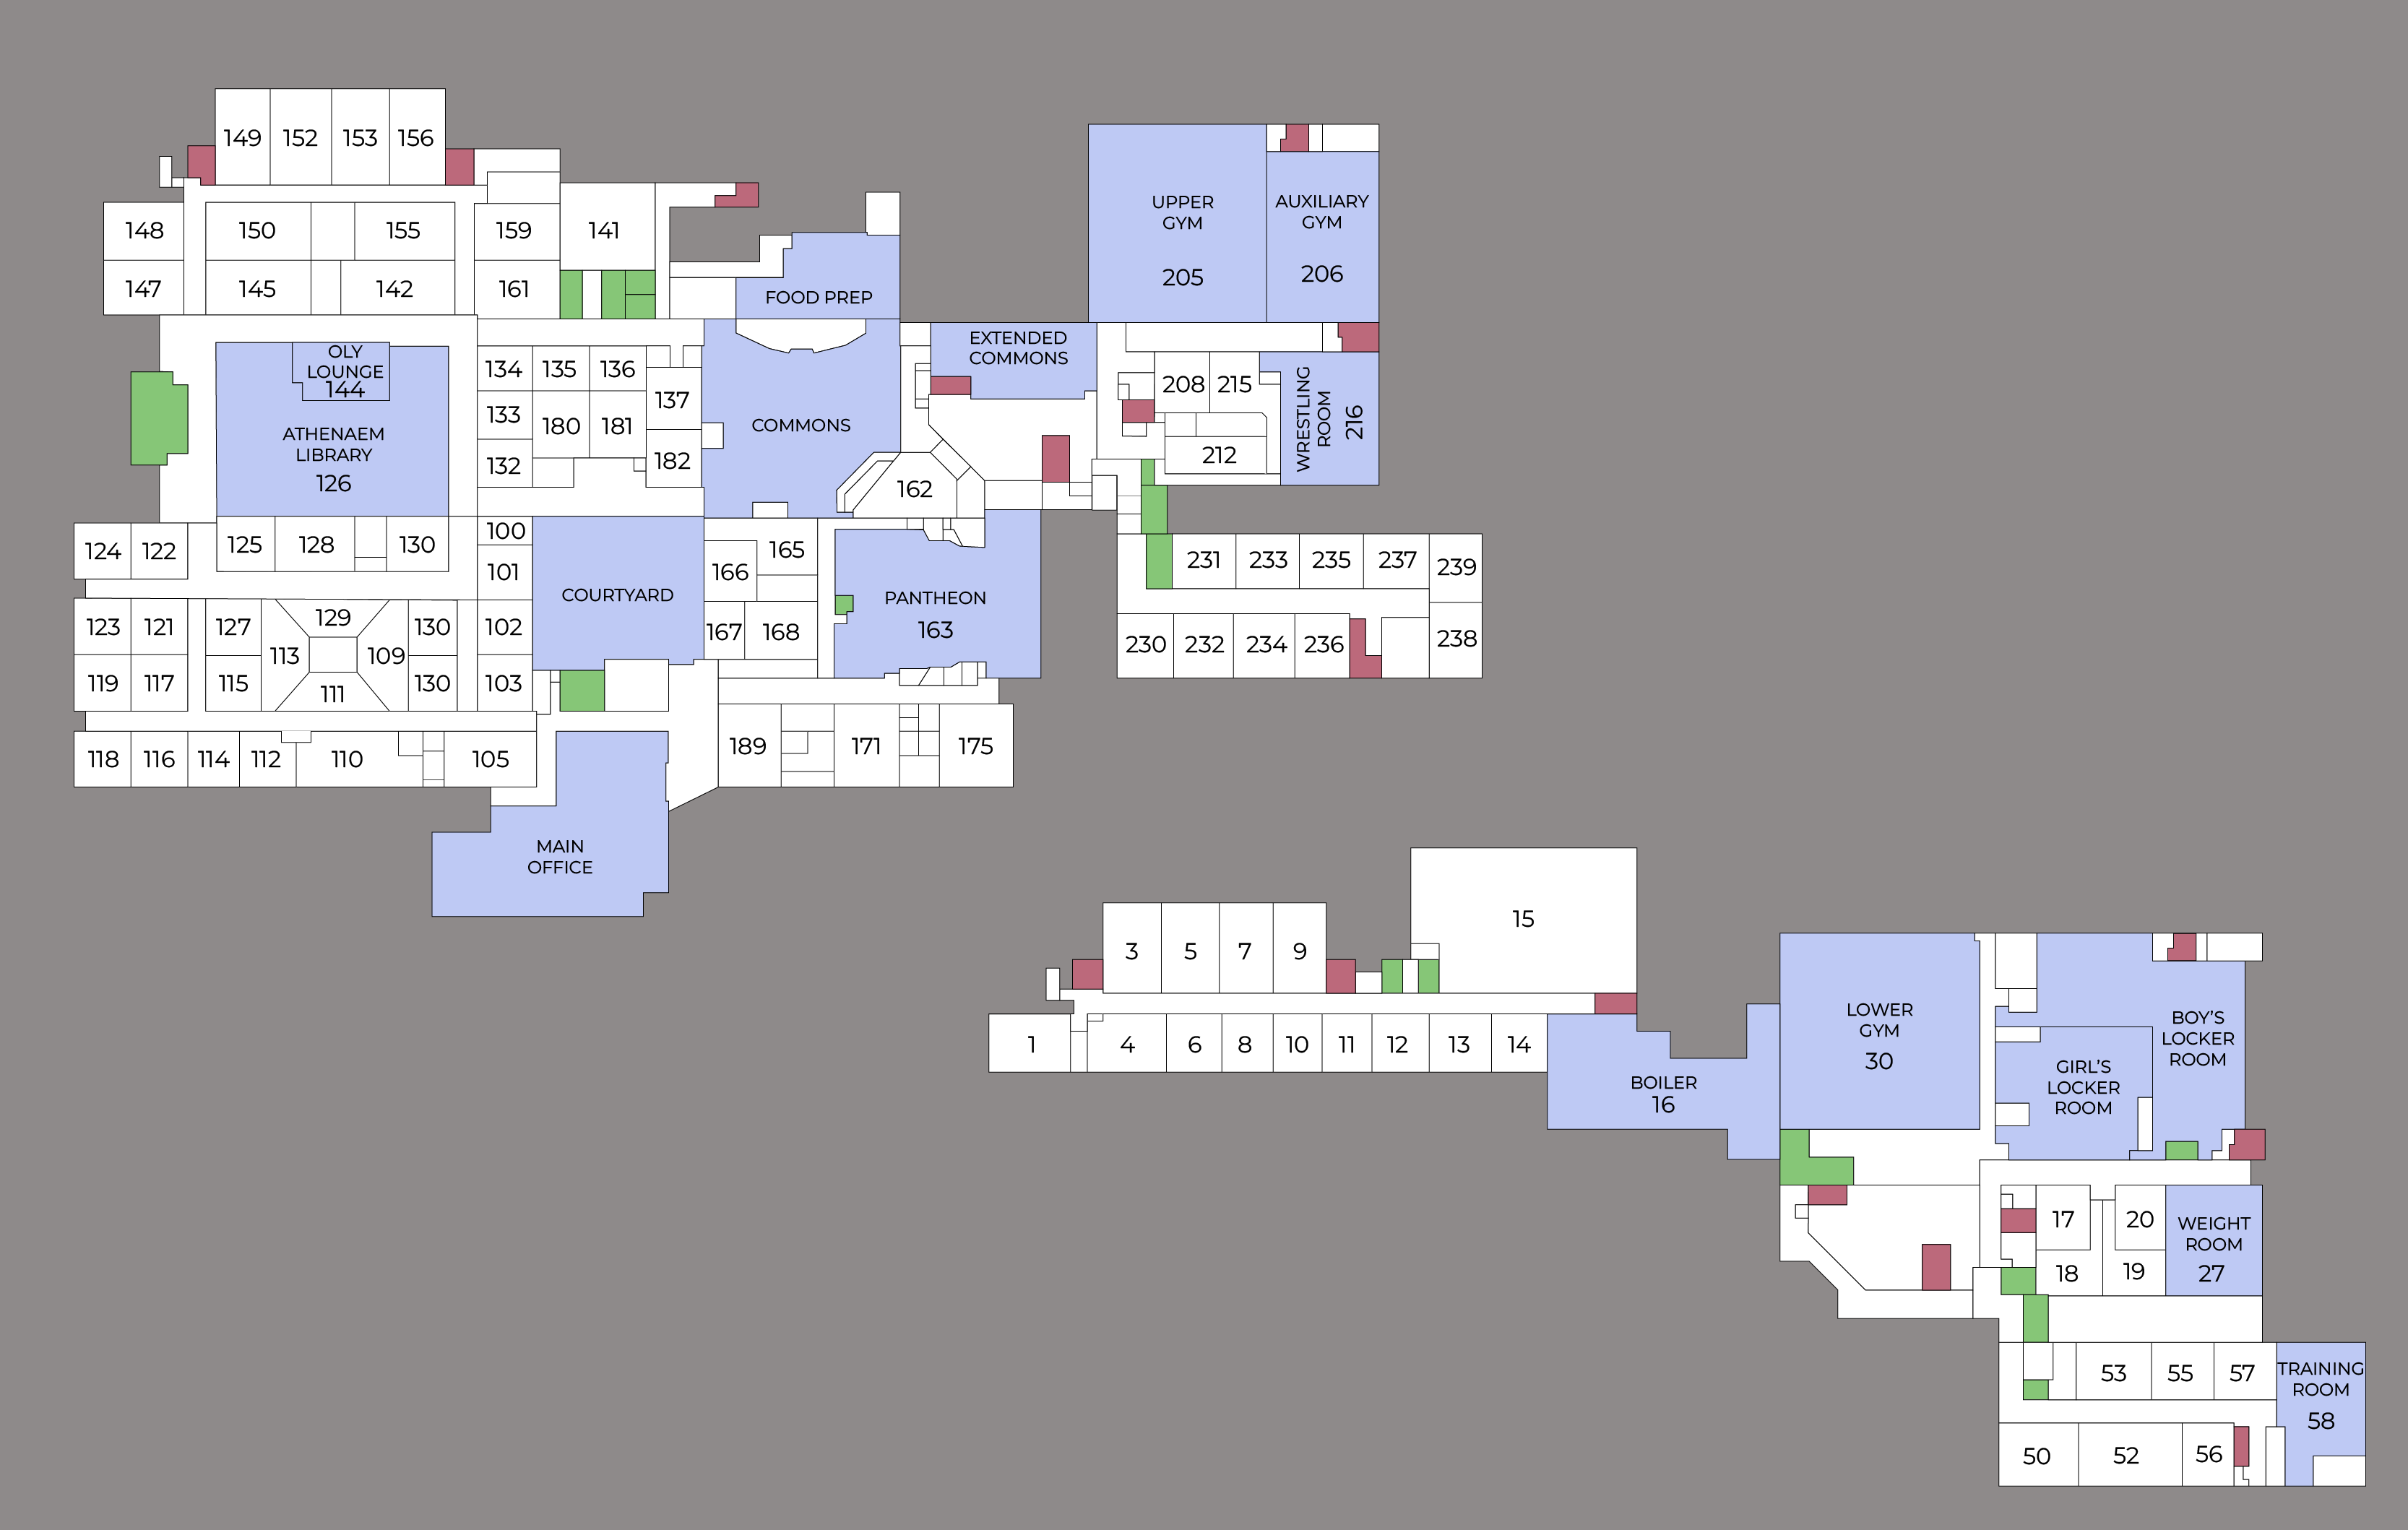 149 152 153 156
148 150 155 159 141
147 145 142 161
FOOD PREP
UPPER
GYM
205
AUXILIARY
GYM
206
OLY
LOUNGE
144
ATHENAEM
LIBRARY
126
134 135 136
133 180 181 137
132 182
COMMONS
EXTENDED
COMMONS
162
208 215
212
WRESTLING
ROOM
216
124 122 125 128 130 100
101
COURTYARD
165
166
167 168
PANTHEON
163
231 233 235 237 239
230 232 234 236 238
123 121 127 129 130 102
113 109
119 117 115 111 130 103
118 116 114 112 110 105
189 171 175
MAIN
OFFICE
15
3 5 7 9
1 4 6 8 10 11 12 13 14
BOILER
16
LOWER
GYM
30
BOY'S
LOCKER
ROOM
GIRL'S
LOCKER
ROOM
17 20
18 19
WEIGHT
ROOM
27
53 55 57
TRAINING
ROOM
58
50 52 56